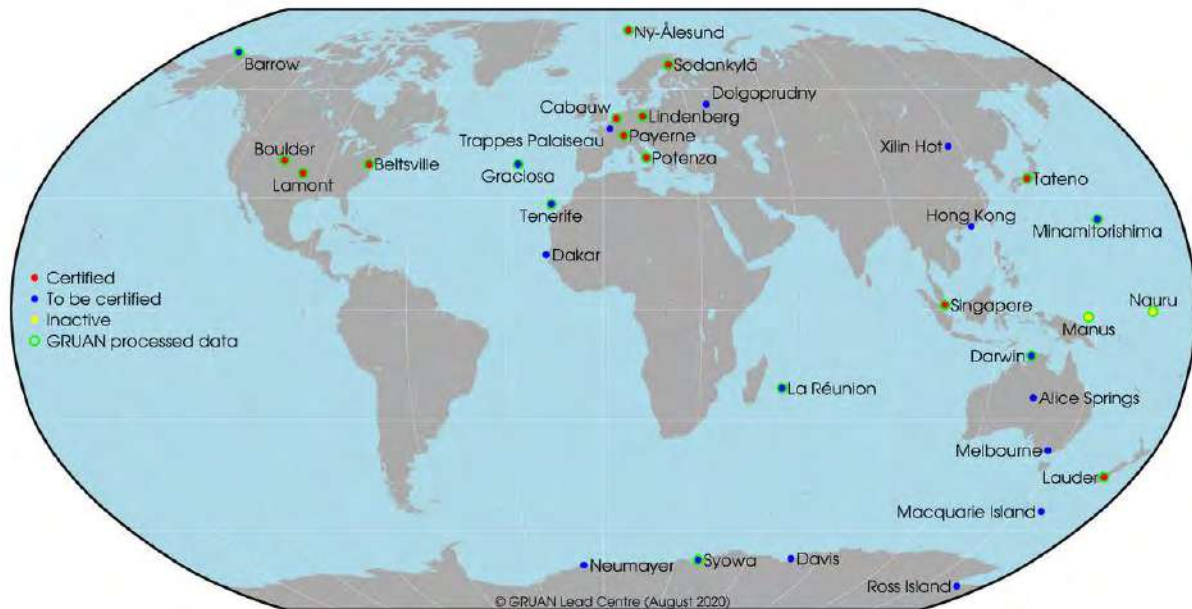 Ny-Ålesund
Barrow
Sodankylä
Dolgoprudny
Cabauw
Lindenberg
Trappes Palaiseau
Payerne
Xilin Hot
Boulder
Beltsville
Potenza
Lamont
Graciosa
Tateno
Tenerife
Hong Kong
Minamitorishima
Dakar
Certified
To be certified
Inactive
GRUAN processed data
Singapore
Nauru
Manus
Darwin
La Réunion
Alice Springs
Melbourne
Lauder
Macquarie Island
Neumayer
Syowa
Davis
Ross Island
© GRUAN Lead Centre (August 2020)